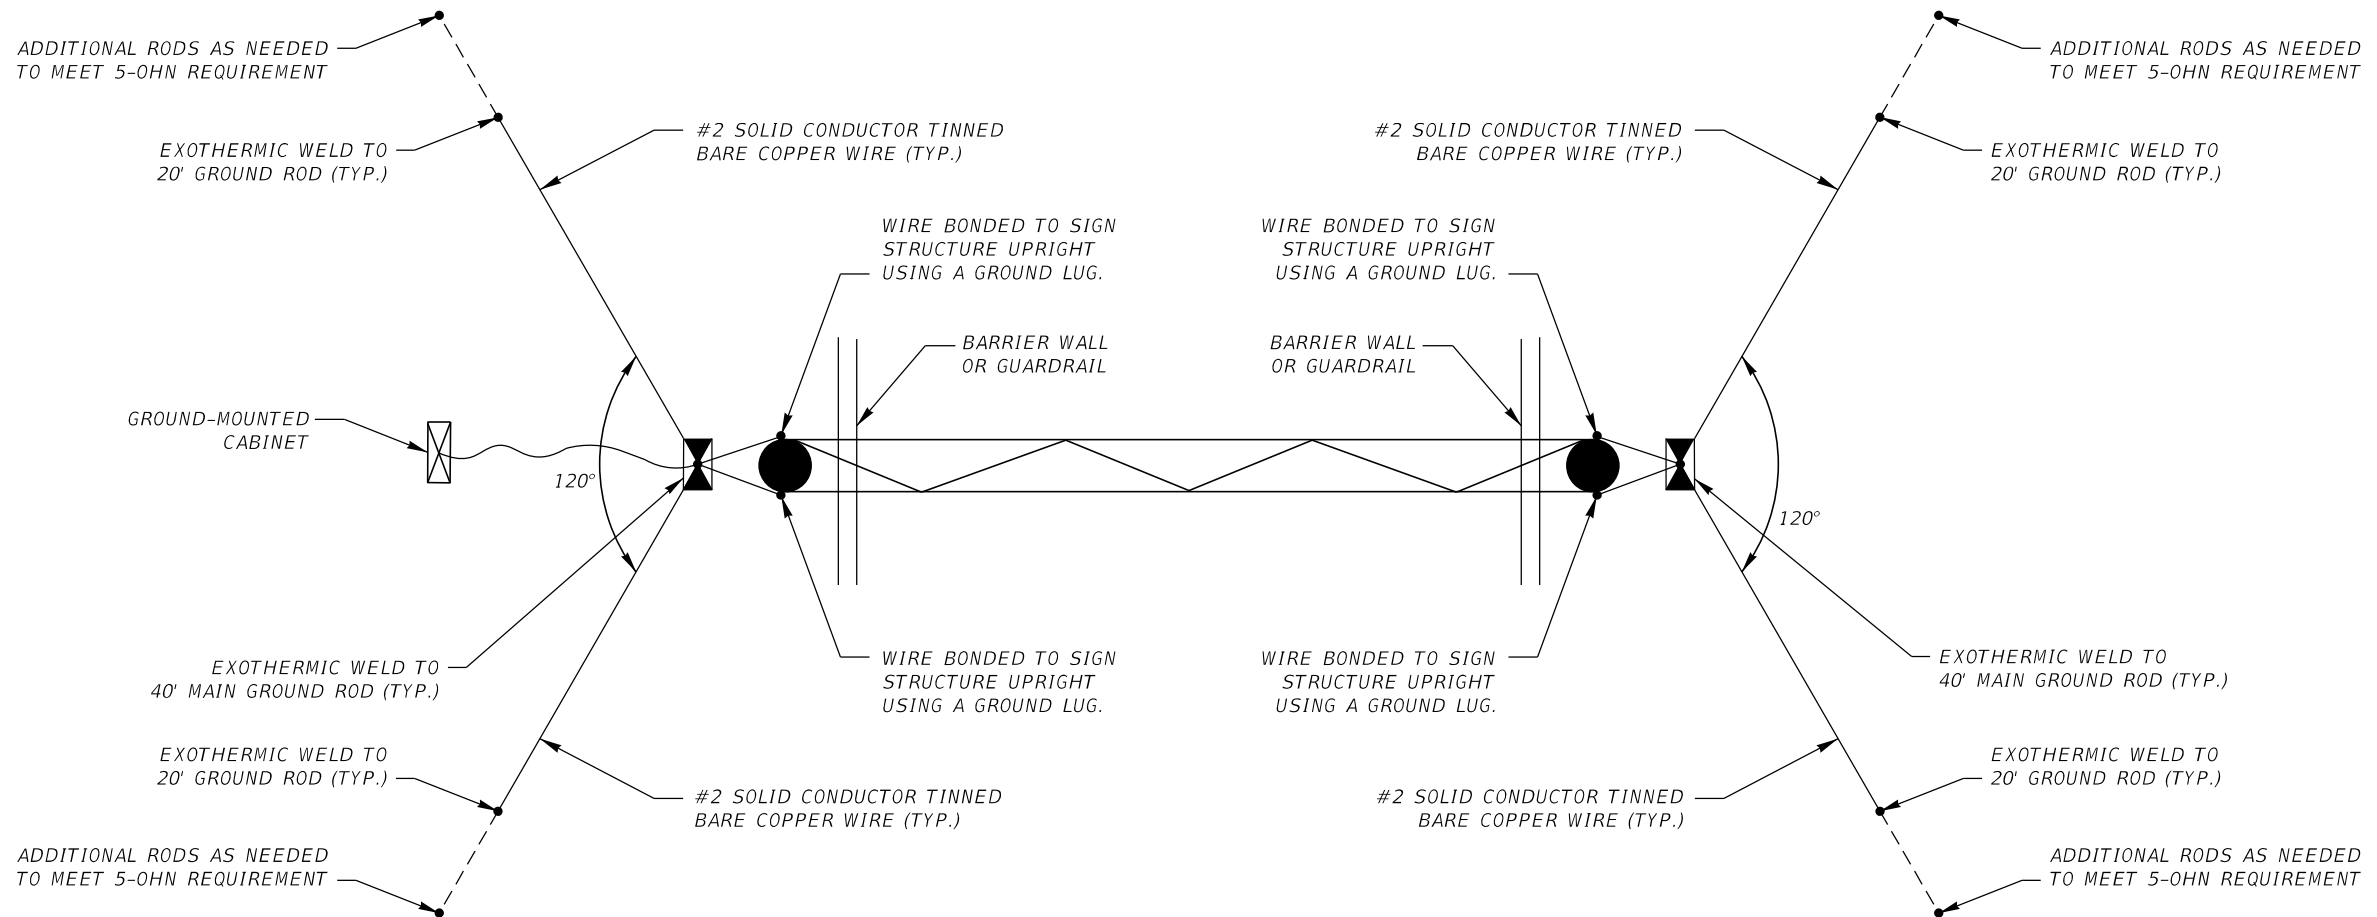 ADDITIONAL RODS AS NEEDED
TO MEET 5-OHN REQUIREMENT
ADDITIONAL RODS AS NEEDED
TO MEET 5-OHN REQUIREMENT
EXOTHERMIC WELD TO
20' GROUND ROD (TYP.)
#2 SOLID CONDUCTOR TINNED
BARE COPPER WIRE (TYP.)
#2 SOLID CONDUCTOR TINNED
BARE COPPER WIRE (TYP.)
EXOTHERMIC WELD TO
20' GROUND ROD (TYP.)
WIRE BONDED TO SIGN
STRUCTURE UPRIGHT
USING A GROUND LUG.
WIRE BONDED TO SIGN
STRUCTURE UPRIGHT
USING A GROUND LUG.
BARRIER WALL
OR GUARDRAIL
BARRIER WALL
OR GUARDRAIL
GROUND-MOUNTED
CABINET
120°
120°
EXOTHERMIC WELD TO
40' MAIN GROUND ROD (TYP.)
WIRE BONDED TO SIGN
STRUCTURE UPRIGHT
USING A GROUND LUG.
WIRE BONDED TO SIGN
STRUCTURE UPRIGHT
USING A GROUND LUG.
EXOTHERMIC WELD TO
40' MAIN GROUND ROD (TYP.)
EXOTHERMIC WELD TO
20' GROUND ROD (TYP.)
#2 SOLID CONDUCTOR TINNED
BARE COPPER WIRE (TYP.)
#2 SOLID CONDUCTOR TINNED
BARE COPPER WIRE (TYP.)
EXOTHERMIC WELD TO
20' GROUND ROD (TYP.)
ADDITIONAL RODS AS NEEDED
TO MEET 5-OHN REQUIREMENT
ADDITIONAL RODS AS NEEDED
TO MEET 5-OHN REQUIREMENT